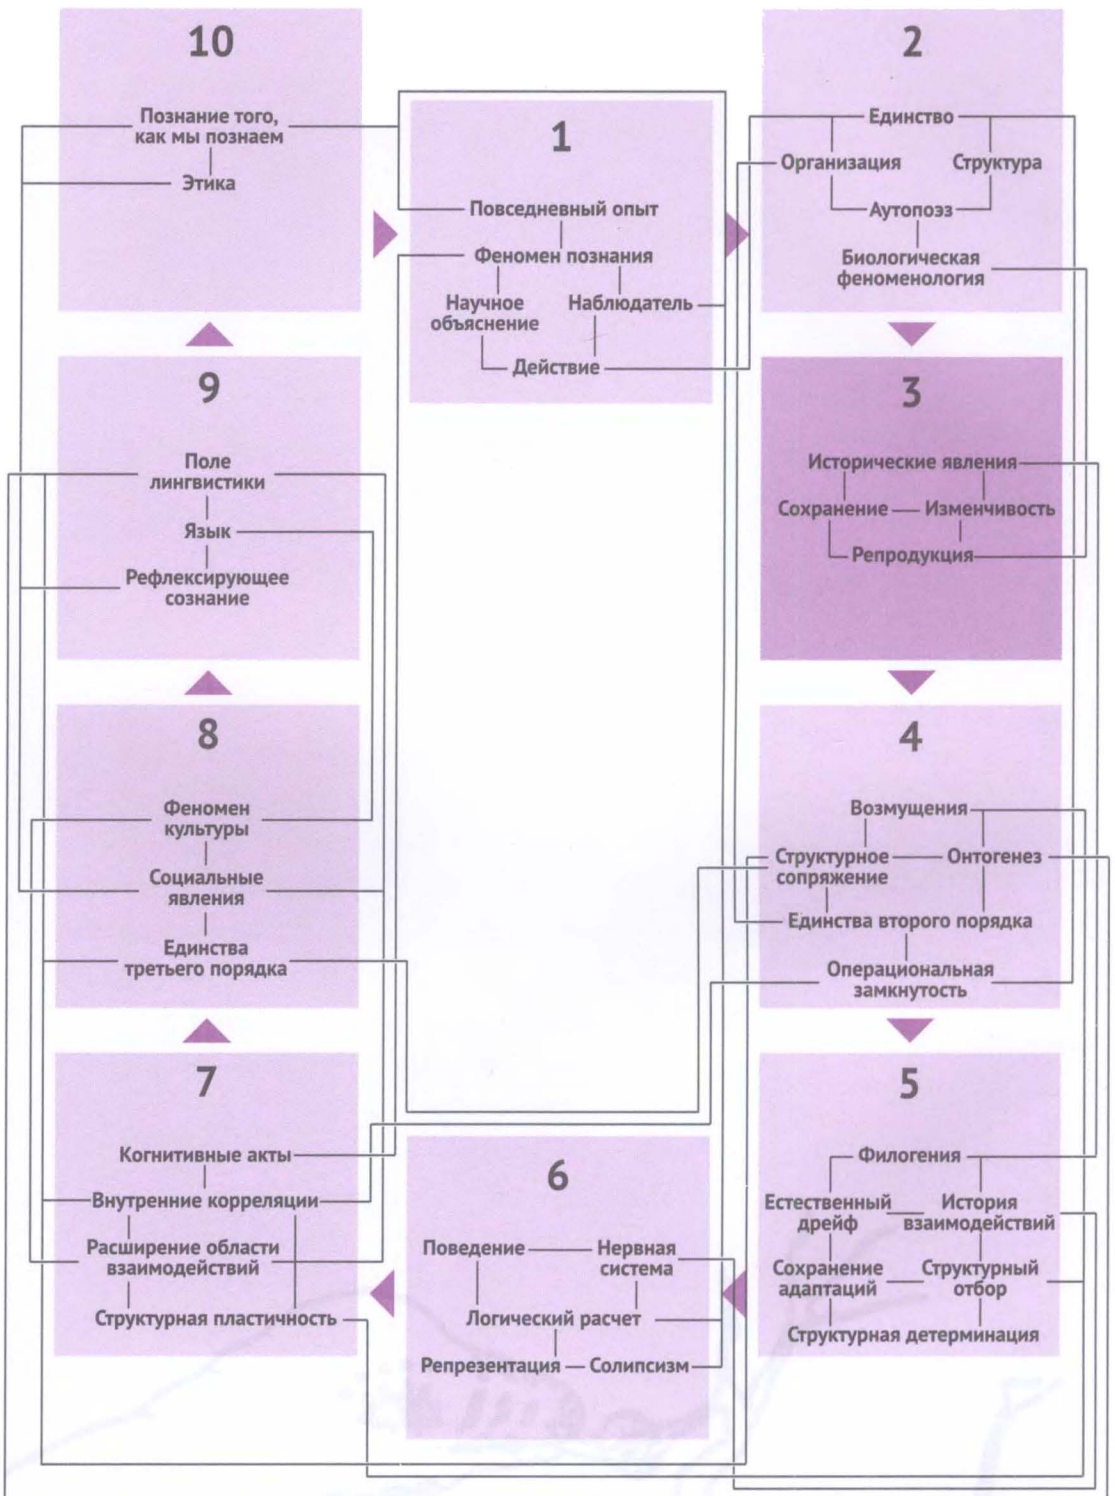 10
Познание того,
как мы познаем
Этика
1
Повседневный опыт
Феномен познания
Научное
объяснение
Наблюдатель
Действие
2
Единство
Организация
Структура
Аутопоэз
Биологическая
феноменология
3
Исторические явления
Сохранение
Изменчивость
Репродукция
4
Возмущения
Структурное
сопряжение
Онтогенез
Единства второго порядка
Операциональная
замкнутость
5
Филогения
Естественный
дрейф
История
взаимодействий
Сохранение
адаптаций
Структурный
отбор
Структурная детерминация
6
Поведение
Нервная
система
Логический расчет
Репрезентация
Солипсизм
7
Когнитивные акты
Внутренние корреляции
Расширение области
взаимодействий
Структурная пластичность
8
Феномен
культуры
Социальные
явления
Единства
третьего порядка
9
Поле
лингвистики
Язык
Рефлексирующее
сознание